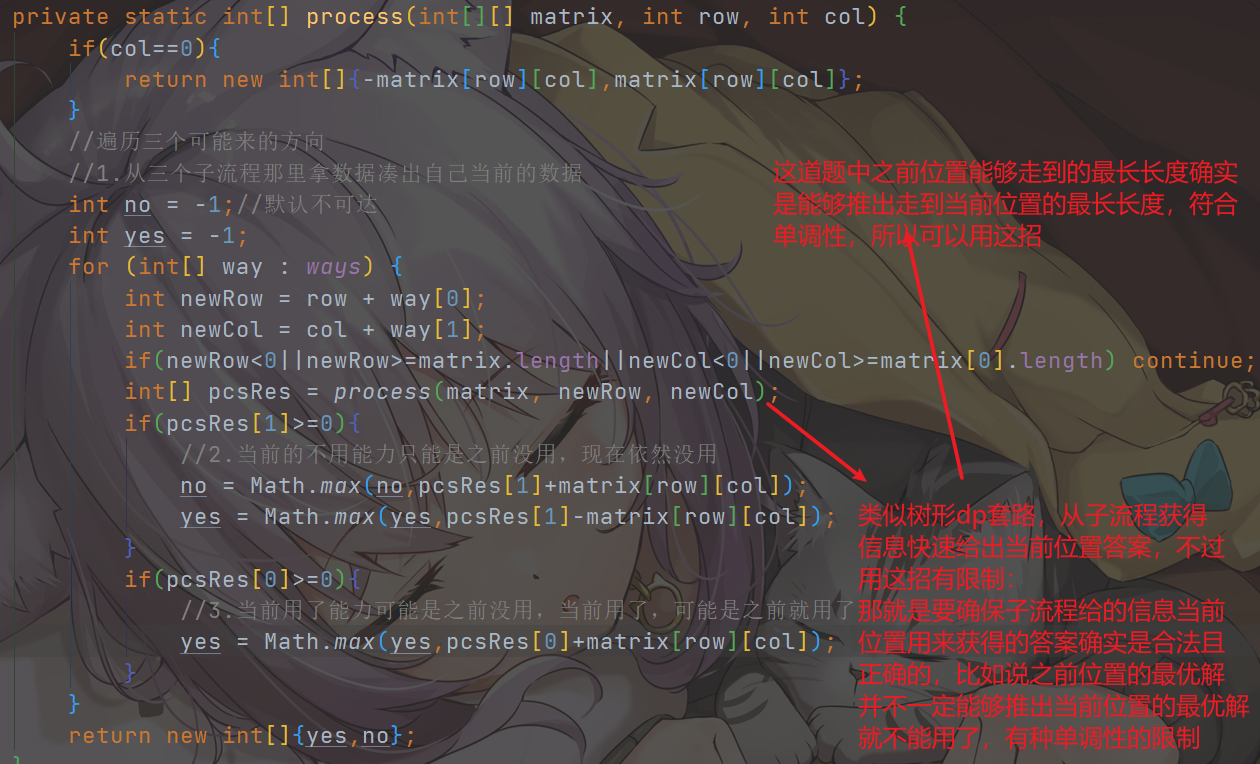 private static int[] process(int[][] matrix, int row, int col) {
if(col==0){
return new int[]{-matrix[row][col],matrix[row][col]};
}
//遍历三个可能来的方向
//1.从三个子流程那里拿数据凑出自己当前的数据
int no = -1;//默认不可达
int yes = -1;
for (int[] way : ways) {
int newRow = row + way[0];
int newCol = col + way[1];
if(newRow<0||newRow>=matrix.length||newCol<0||newCol>=matrix[0].length) continue;
int[] pcsRes = process(matrix, newRow, newCol);
if(pcsRes[1]>=0){
//2.当前的不用能力只能是之前没用，现在依然没用
no = Math.max(no,pcsRes[1]+matrix[row][col]);
yes = Math.max(yes,pcsRes[1]-matrix[row][col]);
}
if(pcsRes[0]>=0){
//3.当前用了能力可能是之前没用，当前用了，可能是之前就用了
yes = Math.max(yes,pcsRes[0]+matrix[row][col]);
}
}
return new int[]{yes,no};
}
这道题中之前位置能够走到的最长长度确实
是能够推出走到当前位置的最长长度，符合
单调性，所以可以用这招
类似树形dp套路，从子流程获得
信息快速给出当前位置答案，不过
用这招有限制；
那就是要确保子流程给的信息当前
位置用来获得的答案确实是合法且
正确的，比如说之前位置的最优解
并不一定能够推出当前位置的最优解
就不能用了，有种单调性的限制